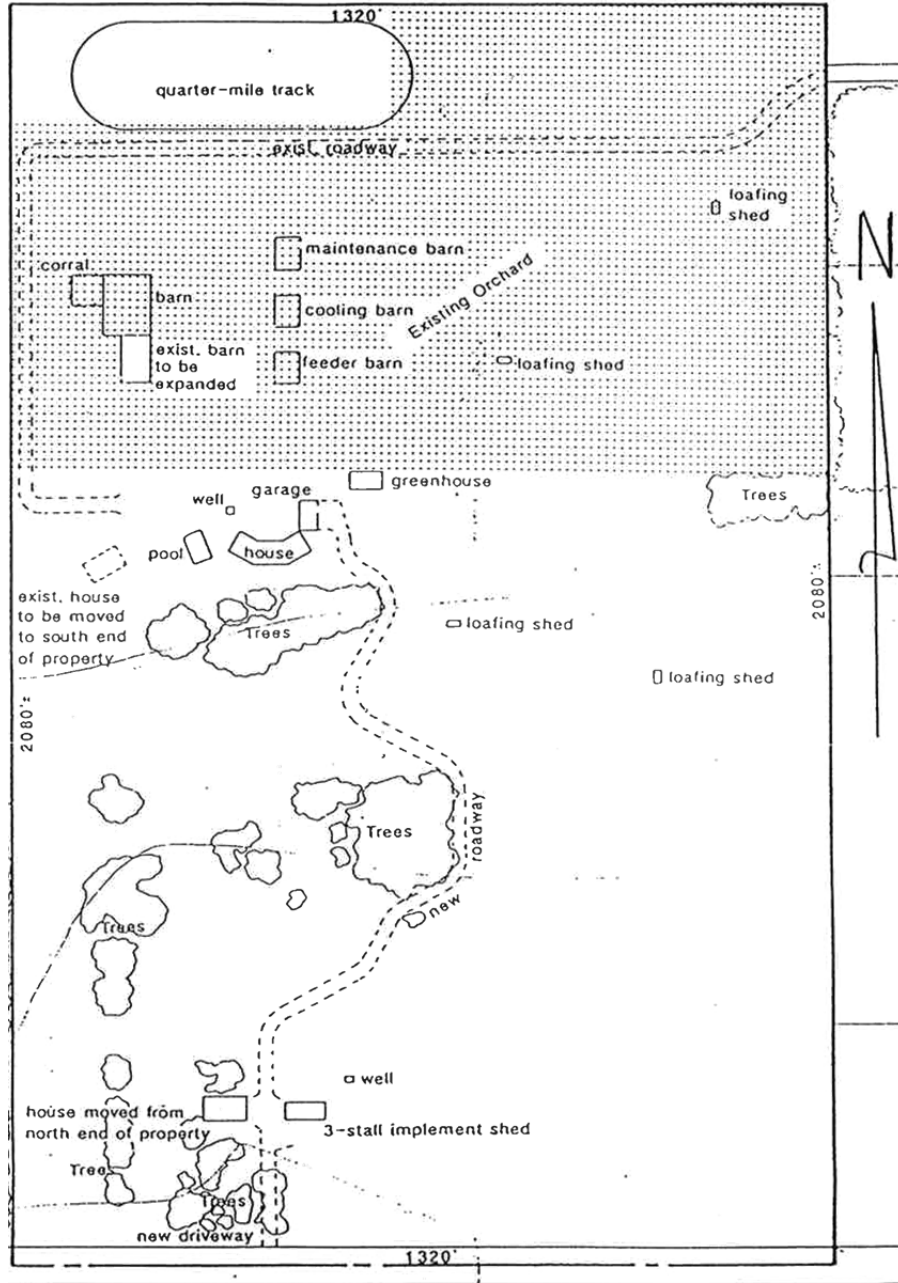 1320'
quarter-mile track
exist. roadway
loafing
shed
N
maintenance barn
corral
barn
cooling barn
Existing Orchard
exist. barn
to be
expanded
feeder barn
loafing shed
greenhouse
garage
well
Trees
pool
house
exist. house
to be moved
to south end
of property
Trees
loafing shed
2080'±
loafing shed
2080'±
Trees
roadway
new
Trees
well
house moved from
north end of property
3-stall implement shed
Trees
Trees
new driveway
1320'